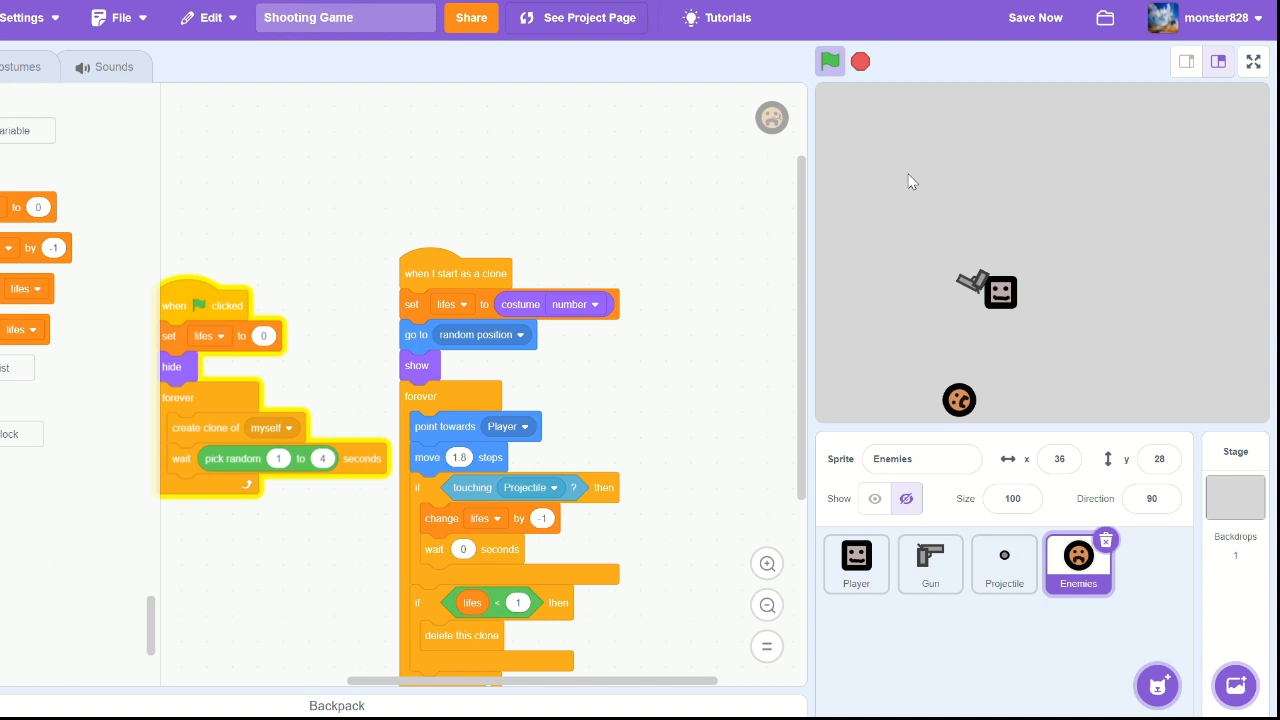 Settings File Edit Shooting Game Share See Project Page Tutorials Save Now monster828
ostumes Sounds
ariable
to 0
by -1
lifes
lifes
ist
lock
when clicked
set lifes to 0
hide
forever
create clone of myself
wait pick random 1 to 4 seconds
when I start as a clone
set lifes to costume number
go to random position
show
forever
point towards Player
move 1.8 steps
if touching Projectile ? then
change lifes by -1
wait 0 seconds
if lifes < 1 then
delete this clone
Backpack
Sprite Enemies x 36 y 28
Show Size 100 Direction 90
Player Gun Projectile Enemies
Stage
Backdrops
1